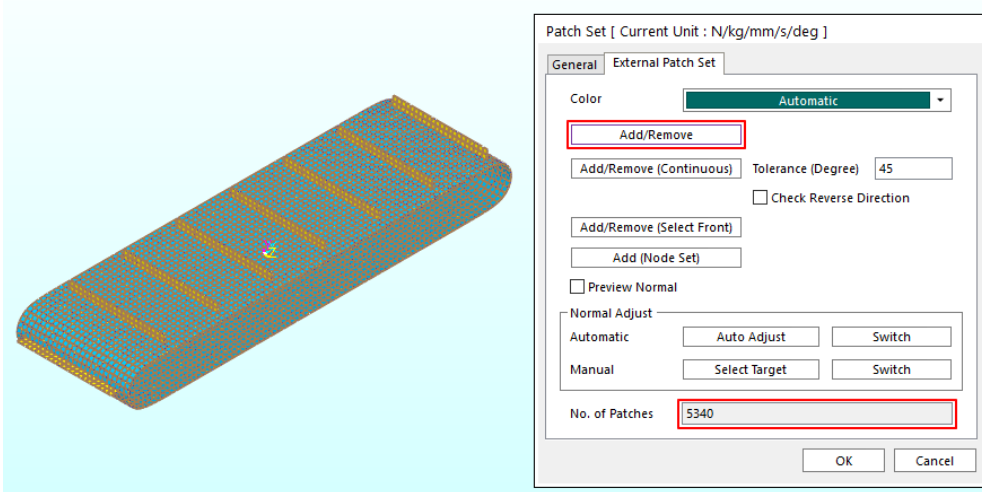 Patch Set [ Current Unit : N/kg/mm/s/deg ]
General External Patch Set
Color Automatic
Add/Remove
Add/Remove (Continuous) Tolerance (Degree) 45
Check Reverse Direction
Add/Remove (Select Front)
Add (Node Set)
Preview Normal
Normal Adjust
Automatic Auto Adjust Switch
Manual Select Target Switch
No. of Patches 5340
OK Cancel